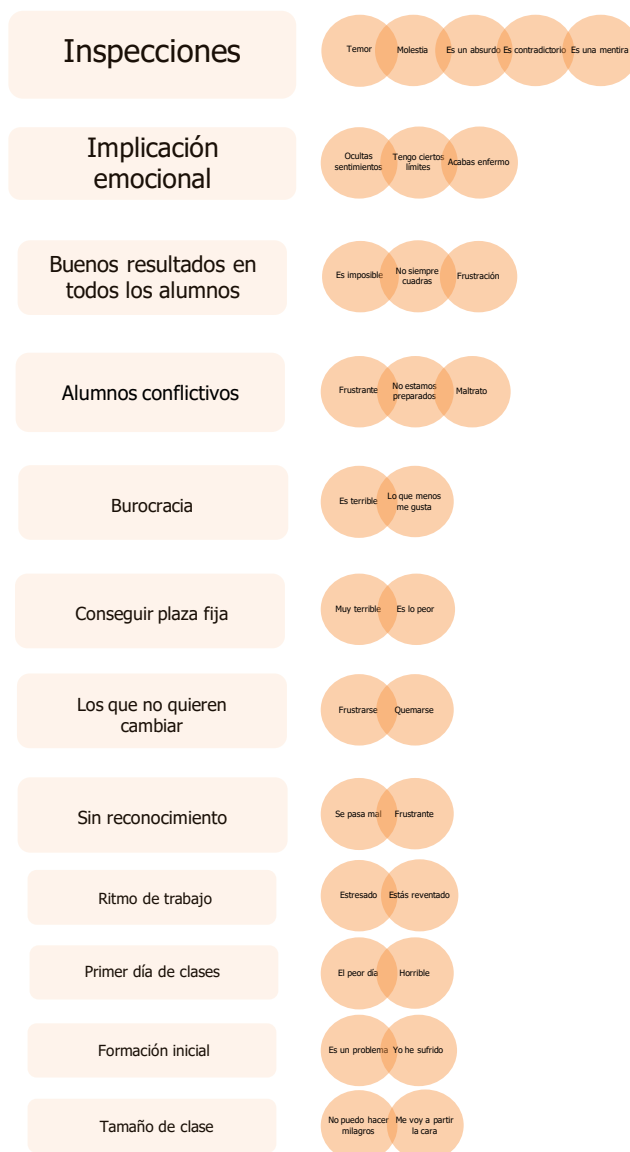 Inspecciones
Temor
Molestia
Es un absurdo
Es contradictorio
Es una mentira
Implicación
emocional
Ocultas
sentimientos
Tengo ciertos
límites
Acabas enfermo
Buenos resultados en
todos los alumnos
Es imposible
No siempre
cuadras
Frustración
Alumnos conflictivos
Frustrante
No estamos
preparados
Maltrato
Burocracia
Es terrible
Lo que menos
me gusta
Conseguir plaza fija
Muy terrible
Es lo peor
Los que no quieren
cambiar
Frustrarse
Quemarse
Sin reconocimiento
Se pasa mal
Frustrante
Ritmo de trabajo
Estresado
Estás reventado
Primer día de clases
El peor día
Horrible
Formación inicial
Es un problema
Yo he sufrido
Tamaño de clase
No puedo hacer
milagros
Me voy a partir
la cara